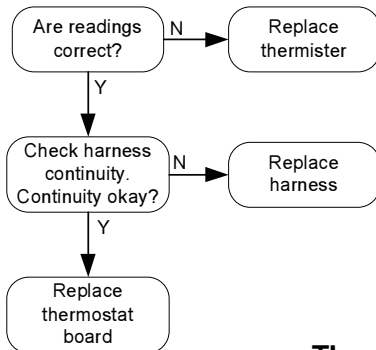 Are readings
correct?
N
Replace
thermister
Y
Check harness
continuity.
Continuity okay?
N
Replace
harness
Y
Replace
thermostat
board